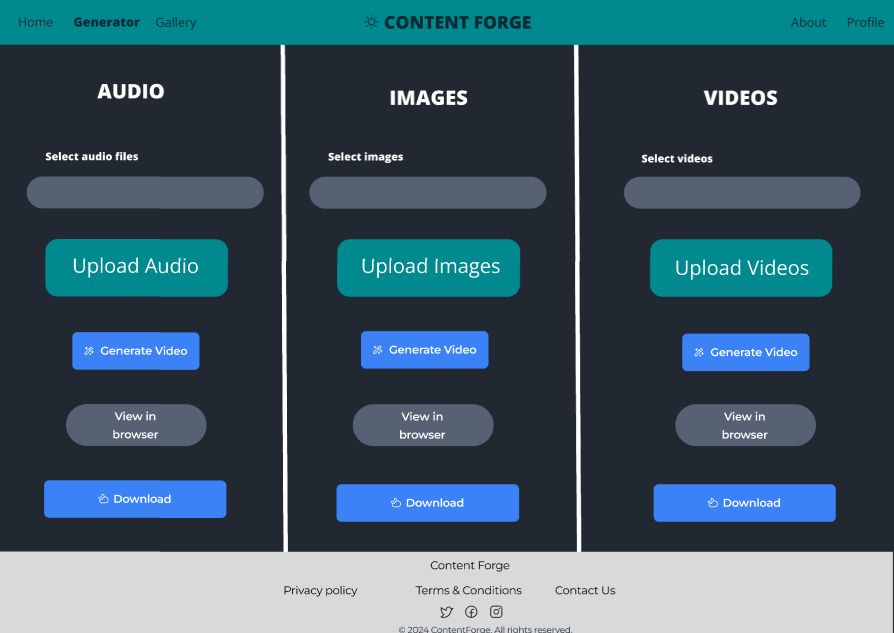 Home Generator Gallery CONTENT FORGE About Profile
AUDIO
Select audio files
Upload Audio
Generate Video
View in
browser
Download
IMAGES
Select images
Upload Images
Generate Video
View in
browser
Download
VIDEOS
Select videos
Upload Videos
Generate Video
View in
browser
Download
Content Forge
Privacy policy Terms & Conditions Contact Us
© 2024 ContentForge. All rights reserved.